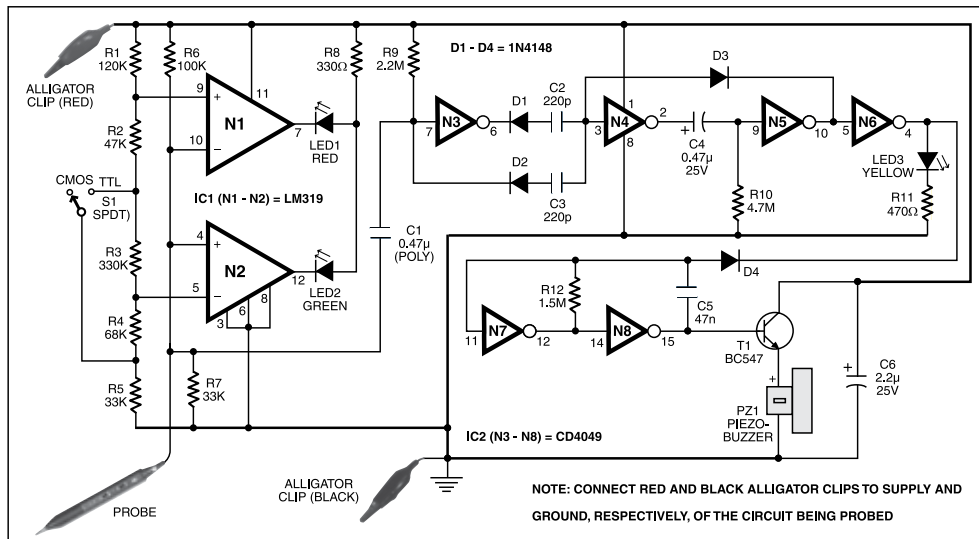 R1
120K
R6
100K
R8
330Ω
R9
2.2M
D1 - D4 = 1N4148
ALLIGATOR
CLIP (RED)
9
+
11
N1
10
−
7
LED1
RED
R2
47K
7
N3
6
D1
C2
220p
3
N4
1
2
8
D3
C4
0.47µ
25V
+
9
N5
10
5
N6
4
LED3
YELLOW
CMOS
TTL
S1
SPDT)
IC1 (N1 - N2) = LM319
D2
C3
220p
R10
4.7M
R11
470Ω
C1
0.47µ
(POLY)
R3
330K
4
+
N2
5
−
12
8
6
3
LED2
GREEN
R4
68K
R5
33K
R7
33K
D4
R12
1.5M
C5
47n
11
N7
12
14
N8
15
T1
BC547
+
C6
2.2µ
25V
+
PZ1
PIEZO-
BUZZER
IC2 (N3 - N8) = CD4049
PROBE
ALLIGATOR
CLIP (BLACK)
NOTE: CONNECT RED AND BLACK ALLIGATOR CLIPS TO SUPPLY AND
GROUND, RESPECTIVELY, OF THE CIRCUIT BEING PROBED